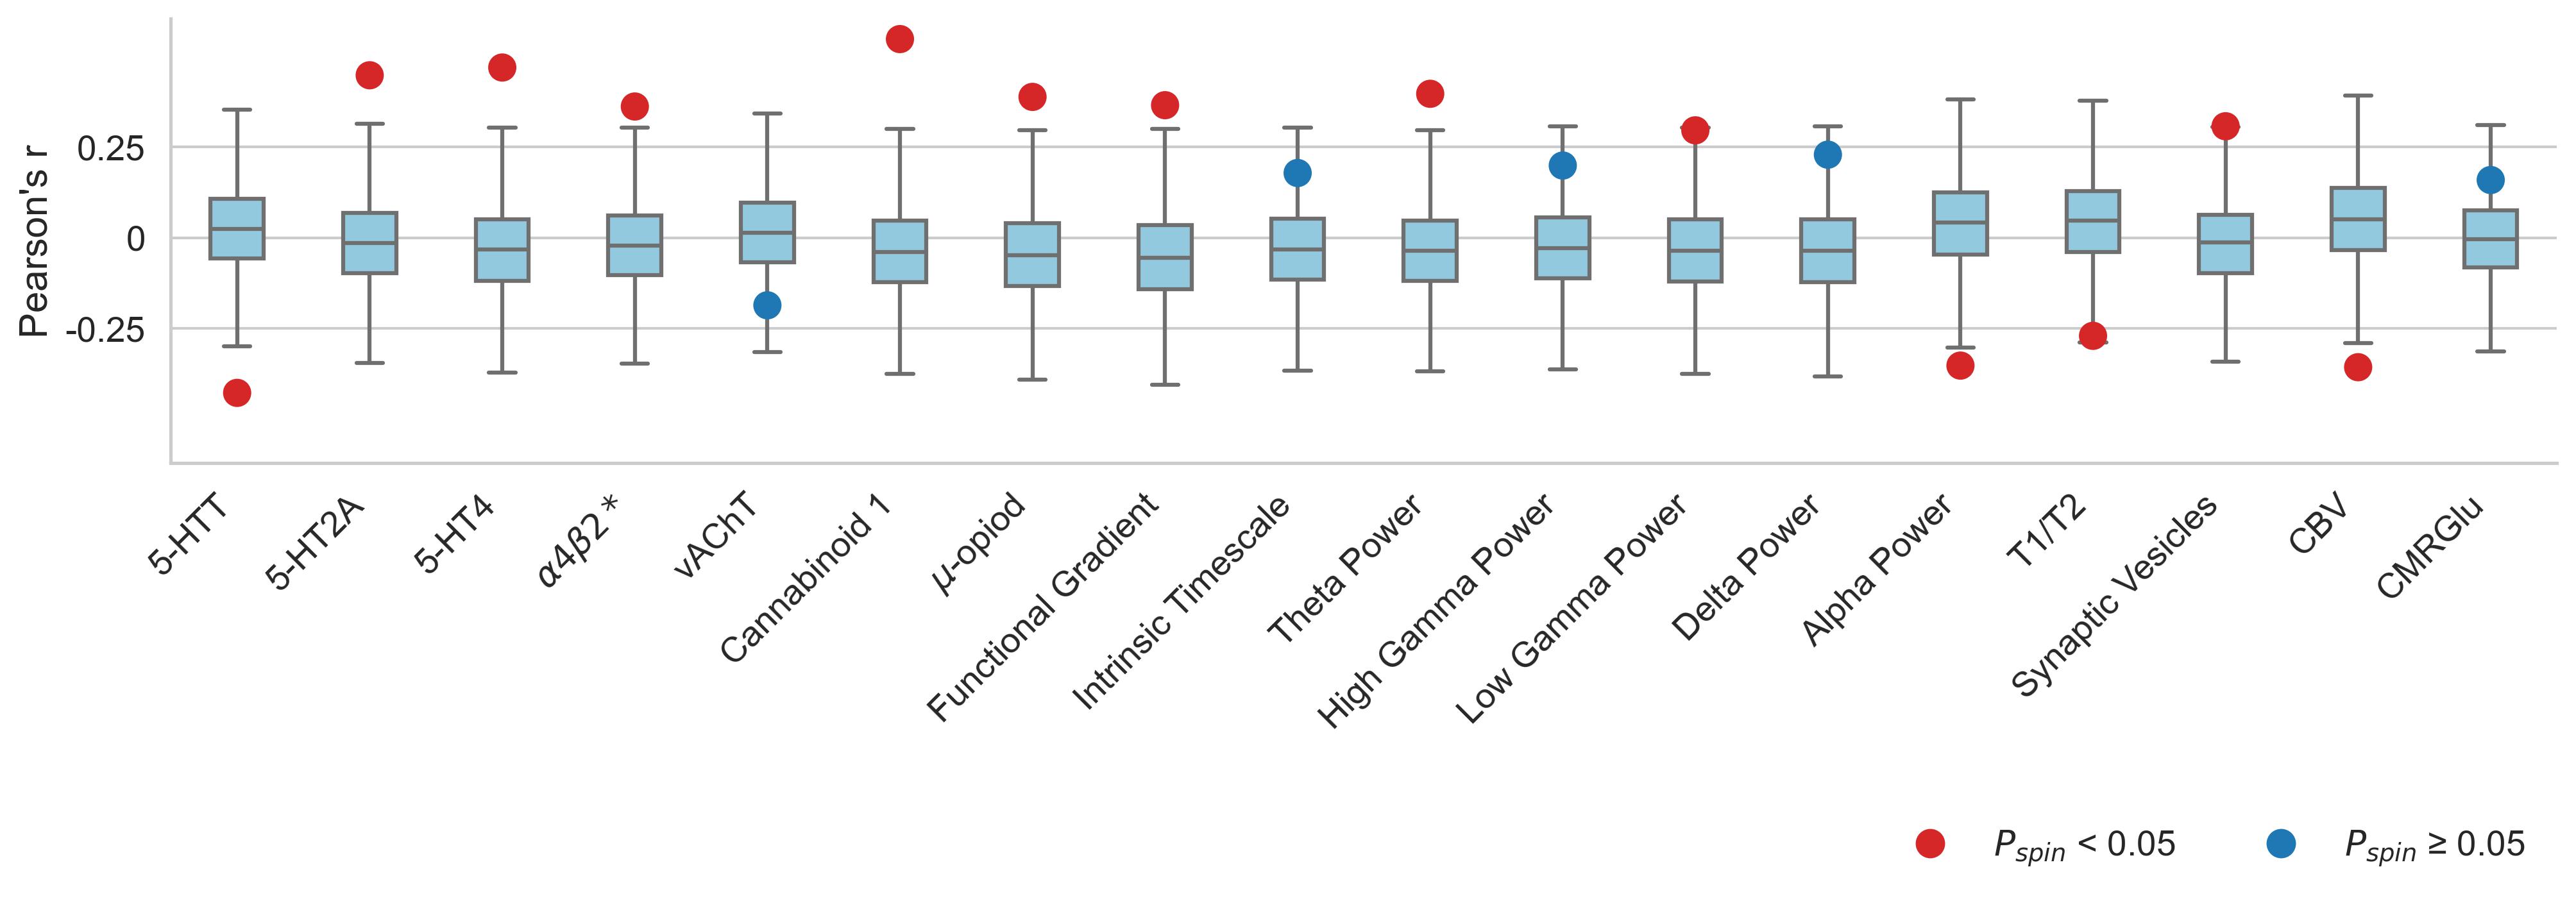 Pearson's r
0.25
0
-0.25
5-HTT
5-HT2A
5-HT4
α4β2*
vAChT
Cannabinoid 1
μ-opiod
Functional Gradient
Intrinsic Timescale
Theta Power
High Gamma Power
Low Gamma Power
Delta Power
Alpha Power
T1/T2
Synaptic Vesicles
CBV
CMRGlu
Pspin < 0.05
Pspin ≥ 0.05